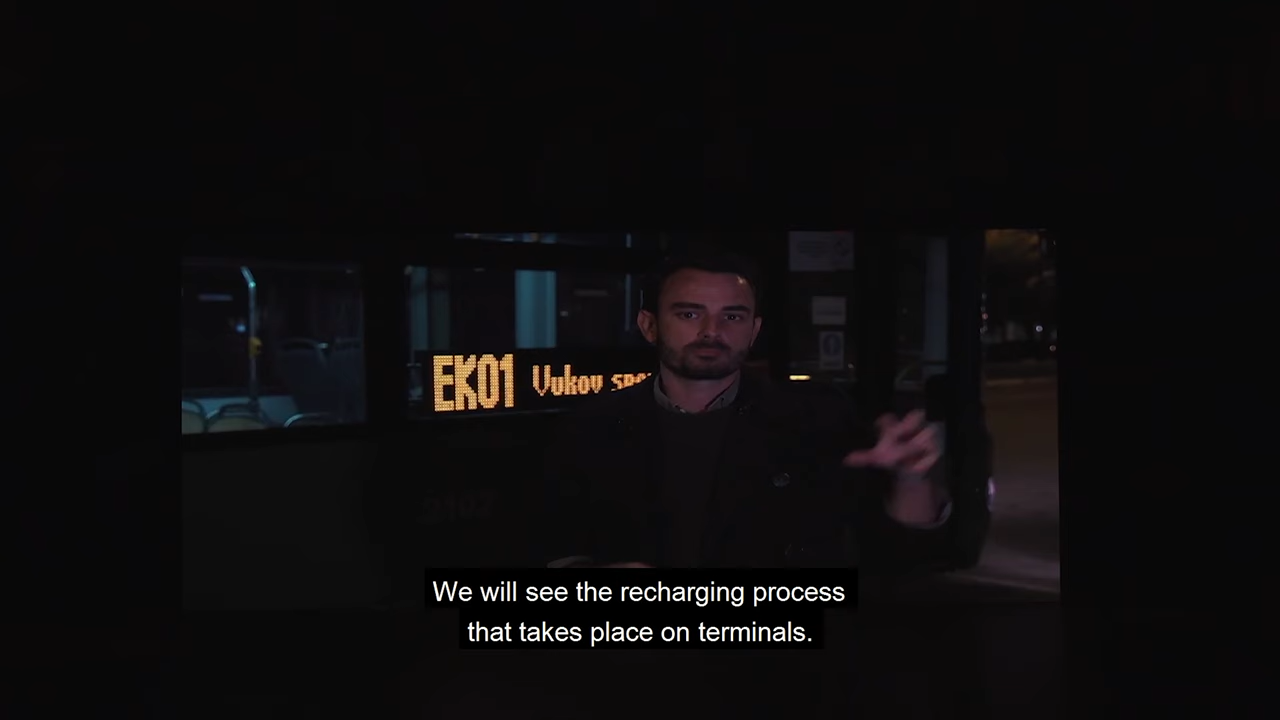 EK01 Vukov
We will see the recharging process
that takes place on terminals.